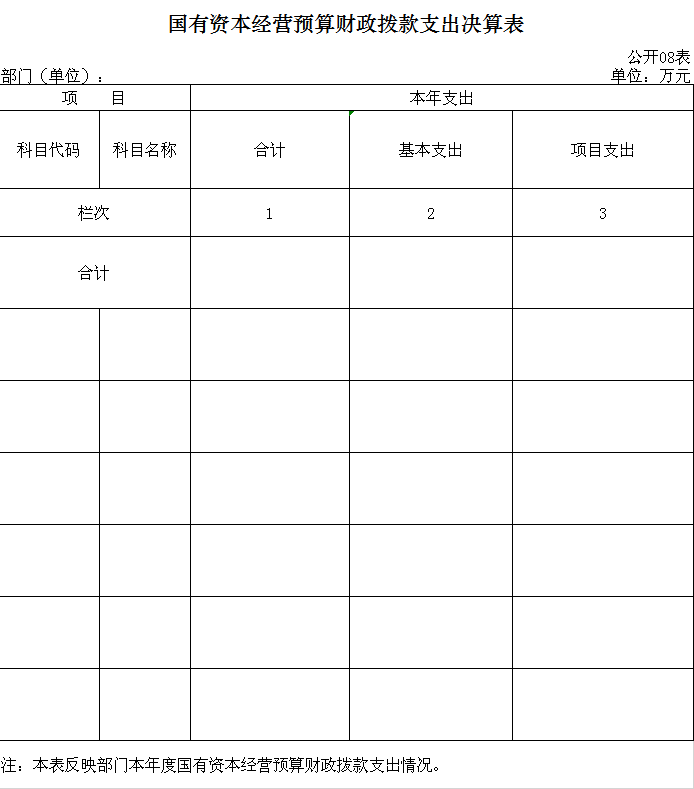 国有资本经营预算财政拨款支出决算表
公开08表
部门（单位）： 单位：万元
项 目 本年支出
科目代码 科目名称 合计 基本支出 项目支出
栏次 1 2 3
合计
注：本表反映部门本年度国有资本经营预算财政拨款支出情况。